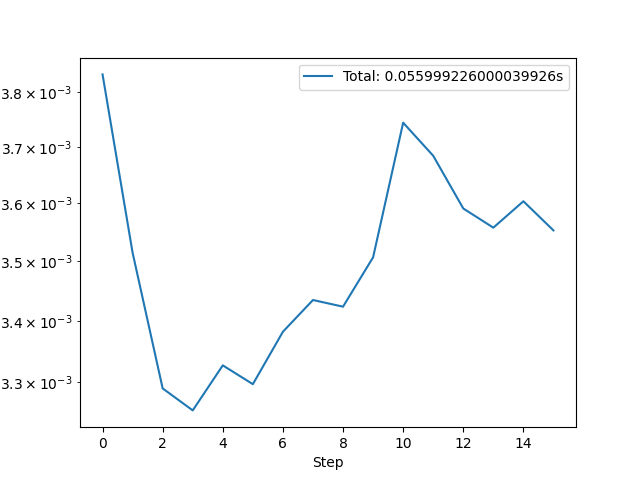 Total: 0.055999226000039926s
3.8 × 10⁻³
3.7 × 10⁻³
3.6 × 10⁻³
3.5 × 10⁻³
3.4 × 10⁻³
3.3 × 10⁻³
0 2 4 6 8 10 12 14
Step